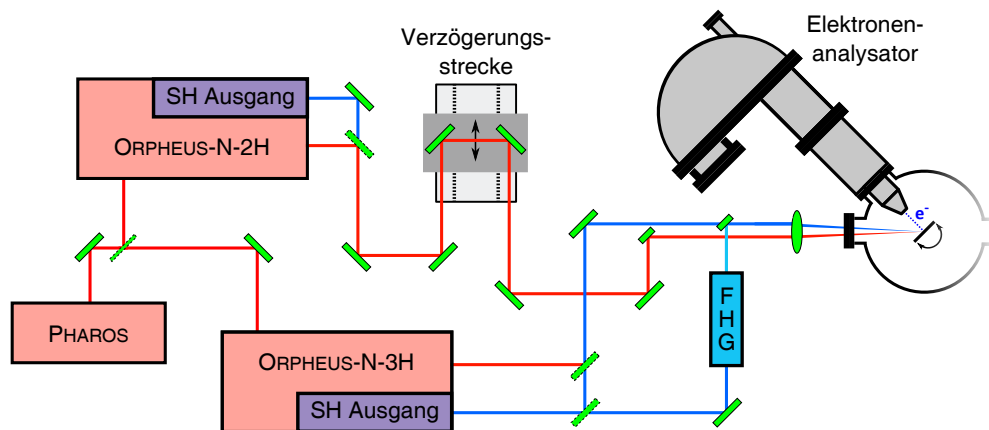 Verzögerungs-
strecke
Elektronen-
analysator
SH Ausgang
ORPHEUS-N-2H
e-
PHAROS
ORPHEUS-N-3H
SH Ausgang
F
H
G